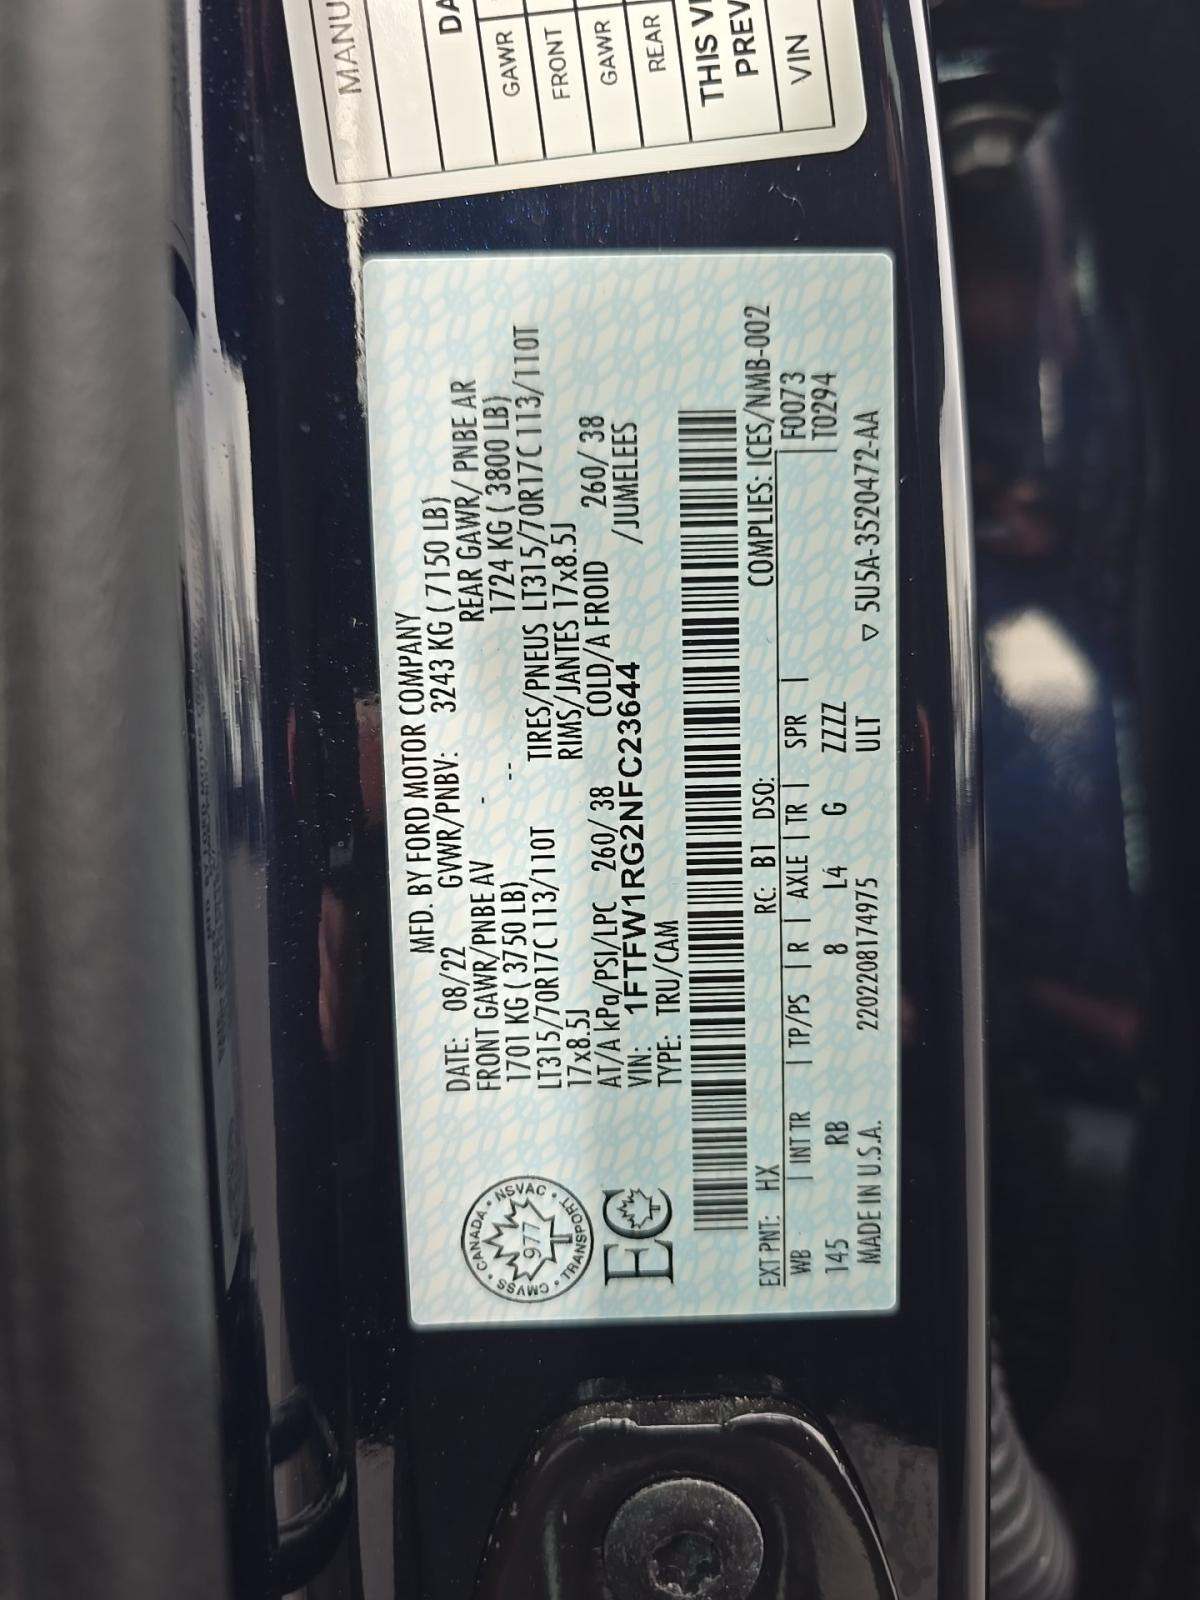 MFD. BY FORD MOTOR COMPANY
DATE: 08/22 GVWR/PNBV: 3243 KG ( 7150 LB)
FRONT GAWR/PNBE AV - REAR GAWR/ PNBE AR
1701 KG ( 3750 LB) -- 1724 KG ( 3800 LB)
LT315/70R17C 113/110T TIRES/PNEUS LT315/70R17C 113/110T
17x8.5J RIMS/JANTES 17x8.5J
AT/A kPa/PSI/LPC 260/ 38 COLD/A FROID 260/ 38
VIN: 1FTFW1RG2NFC23644 /JUMELEES
TYPE: TRU/CAM
CANADA • NSVAC • TRANSPORT • CMVSS •
977
EC
COMPLIES: ICES/NMB-002
EXT PNT: HX RC: B1 DSO: F0073
WB | INT TR | TP/PS | R | AXLE | TR | SPR | T0294
145 RB 8 L4 G ZZZZ
MADE IN U.S.A. 220220817 4975 ULT ▽ 5U5A-3520472-AA
MANU
DA
GAWR
FRONT
GAWR
REAR
THIS VE
PREV
VIN